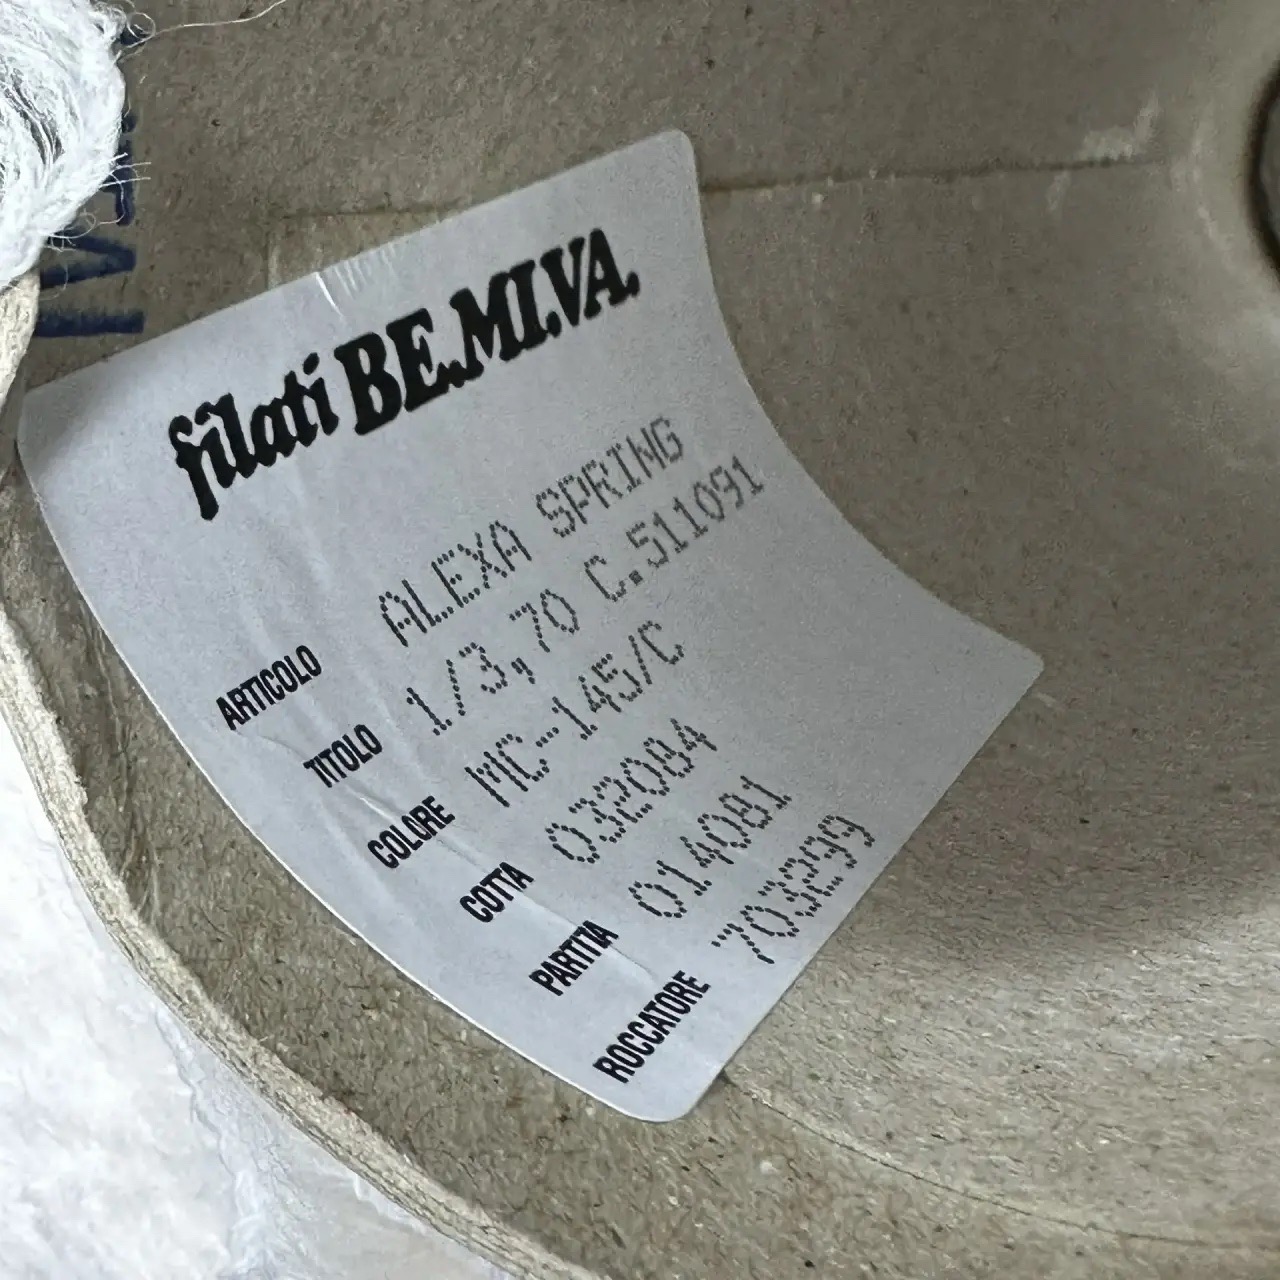 filati BE.MI.VA.
ARTICOLO ALEXA SPRING
TITOLO 1/3,70 C.511091
COLORE MC-145/C
COTTA 032084
PARTITA 014081
ROCCATORE 703299